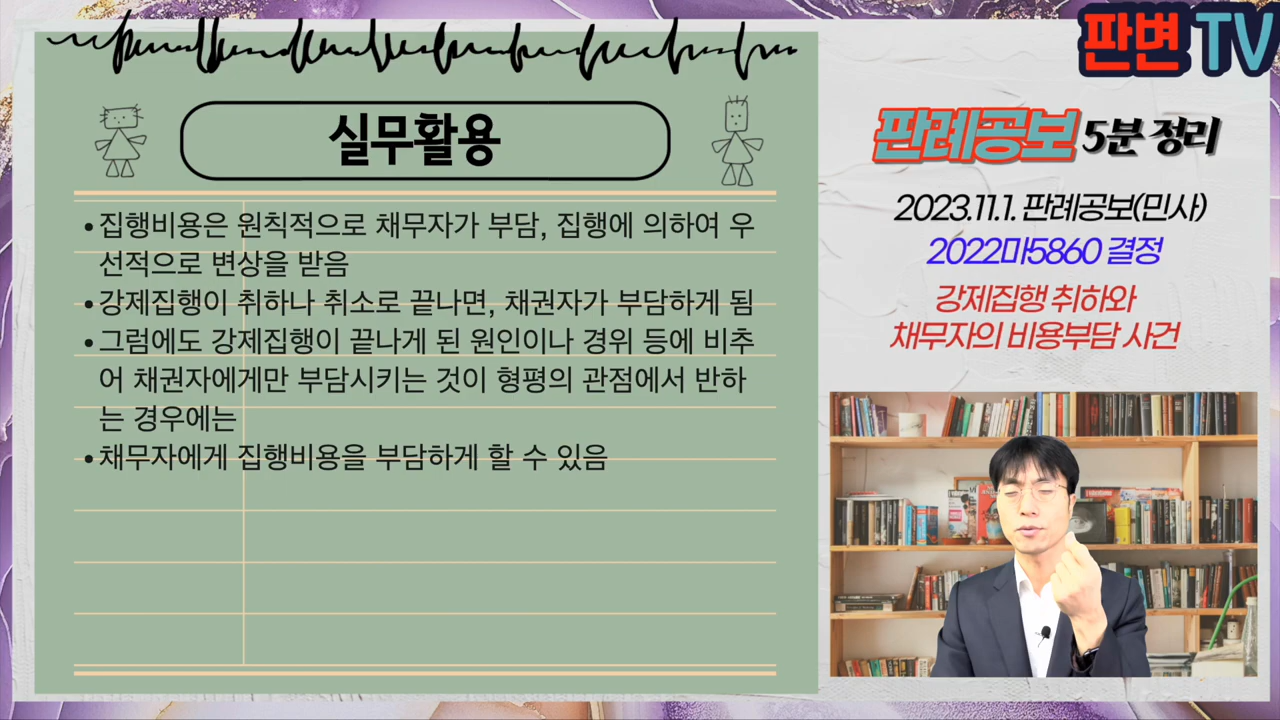 판변 TV
실무활용
•집행비용은 원칙적으로 채무자가 부담, 집행에 의하여 우
선적으로 변상을 받음
•강제집행이 취하나 취소로 끝나면, 채권자가 부담하게 됨
•그럼에도 강제집행이 끝나게 된 원인이나 경위 등에 비추
어 채권자에게만 부담시키는 것이 형평의 관점에서 반하
는 경우에는
•채무자에게 집행비용을 부담하게 할 수 있음
판례공보 5분 정리
2023.11.1. 판례공보(민사)
2022마5860 결정
강제집행 취하와
채무자의 비용부담 사건